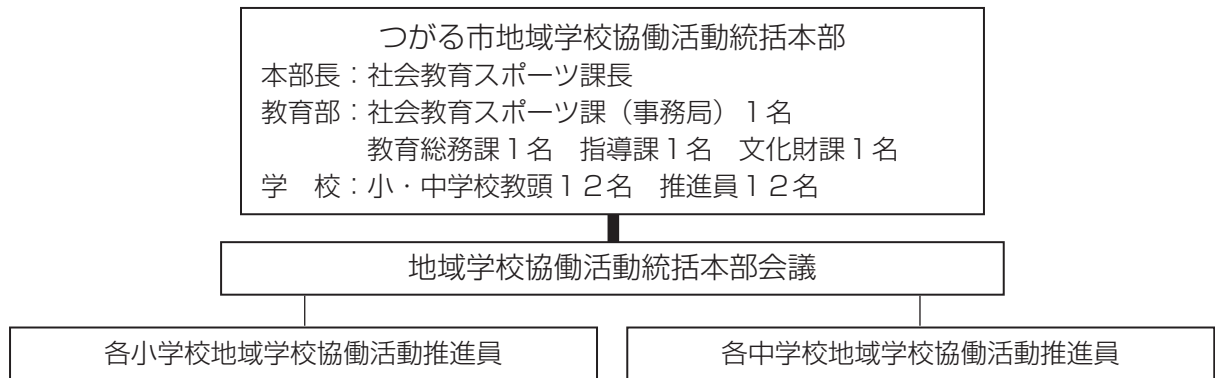 つがる市地域学校協働活動統括本部
本部長：社会教育スポーツ課長
教育部：社会教育スポーツ課（事務局）１名
教育総務課１名　指導課１名　文化財課１名
学　校：小・中学校教頭１２名　推進員１２名
地域学校協働活動統括本部会議
各小学校地域学校協働活動推進員
各中学校地域学校協働活動推進員